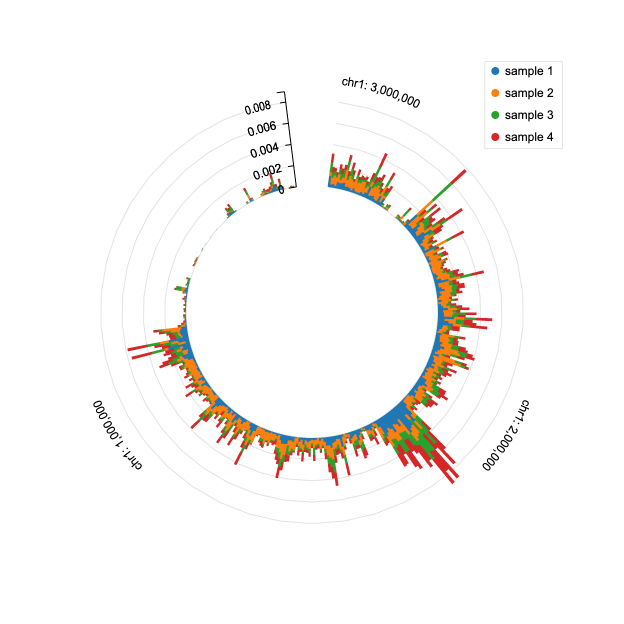 chr1: 3,000,000
sample 1
sample 2
sample 3
sample 4
0.008
0.006
0.004
0.002
0
chr1: 1,000,000
chr1: 2,000,000